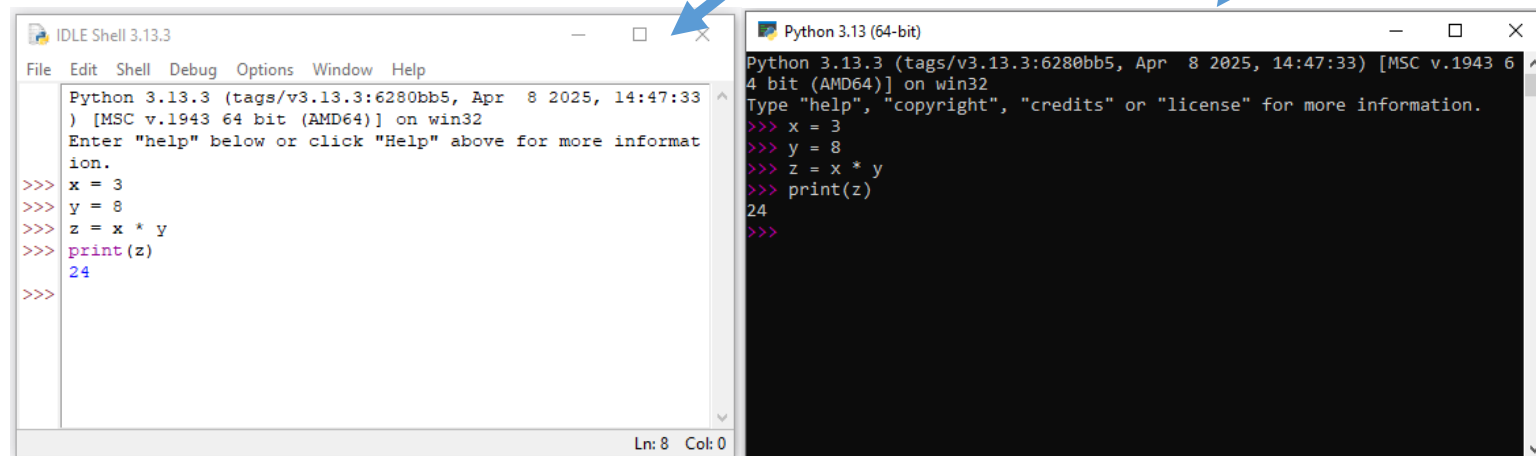 IDLE Shell 3.13.3
File Edit Shell Debug Options Window Help
Python 3.13.3 (tags/v3.13.3:6280bb5, Apr  8 2025, 14:47:33
) [MSC v.1943 64 bit (AMD64)] on win32
Enter "help" below or click "Help" above for more informat
ion.
>>> x = 3
>>> y = 8
>>> z = x * y
>>> print(z)
24
>>>
Ln: 8 Col: 0
Python 3.13 (64-bit)
Python 3.13.3 (tags/v3.13.3:6280bb5, Apr  8 2025, 14:47:33) [MSC v.1943 6
4 bit (AMD64)] on win32
Type "help", "copyright", "credits" or "license" for more information.
>>> x = 3
>>> y = 8
>>> z = x * y
>>> print(z)
24
>>>